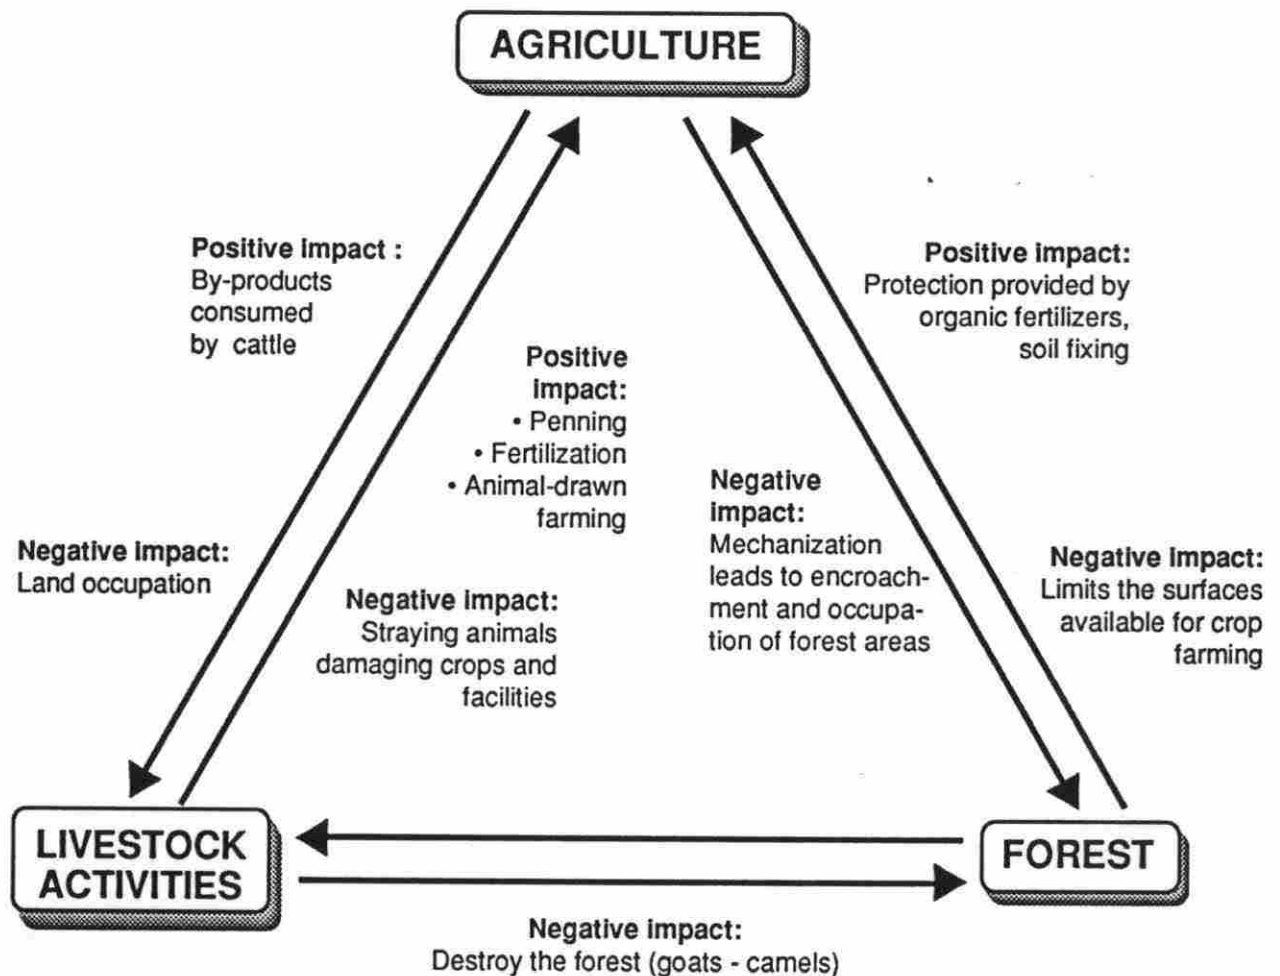 AGRICULTURE
Positive impact :
By-products
consumed
by cattle
Positive impact:
Protection provided by
organic fertilizers,
soil fixing
Positive
impact:
• Penning
• Fertilization
• Animal-drawn
farming
Negative
impact:
Mechanization
leads to encroach-
ment and occupa-
tion of forest areas
Negative impact:
Land occupation
Negative impact:
Straying animals
damaging crops and
facilities
Negative impact:
Limits the surfaces
available for crop
farming
LIVESTOCK
ACTIVITIES
FOREST
Negative impact:
Destroy the forest (goats - camels)